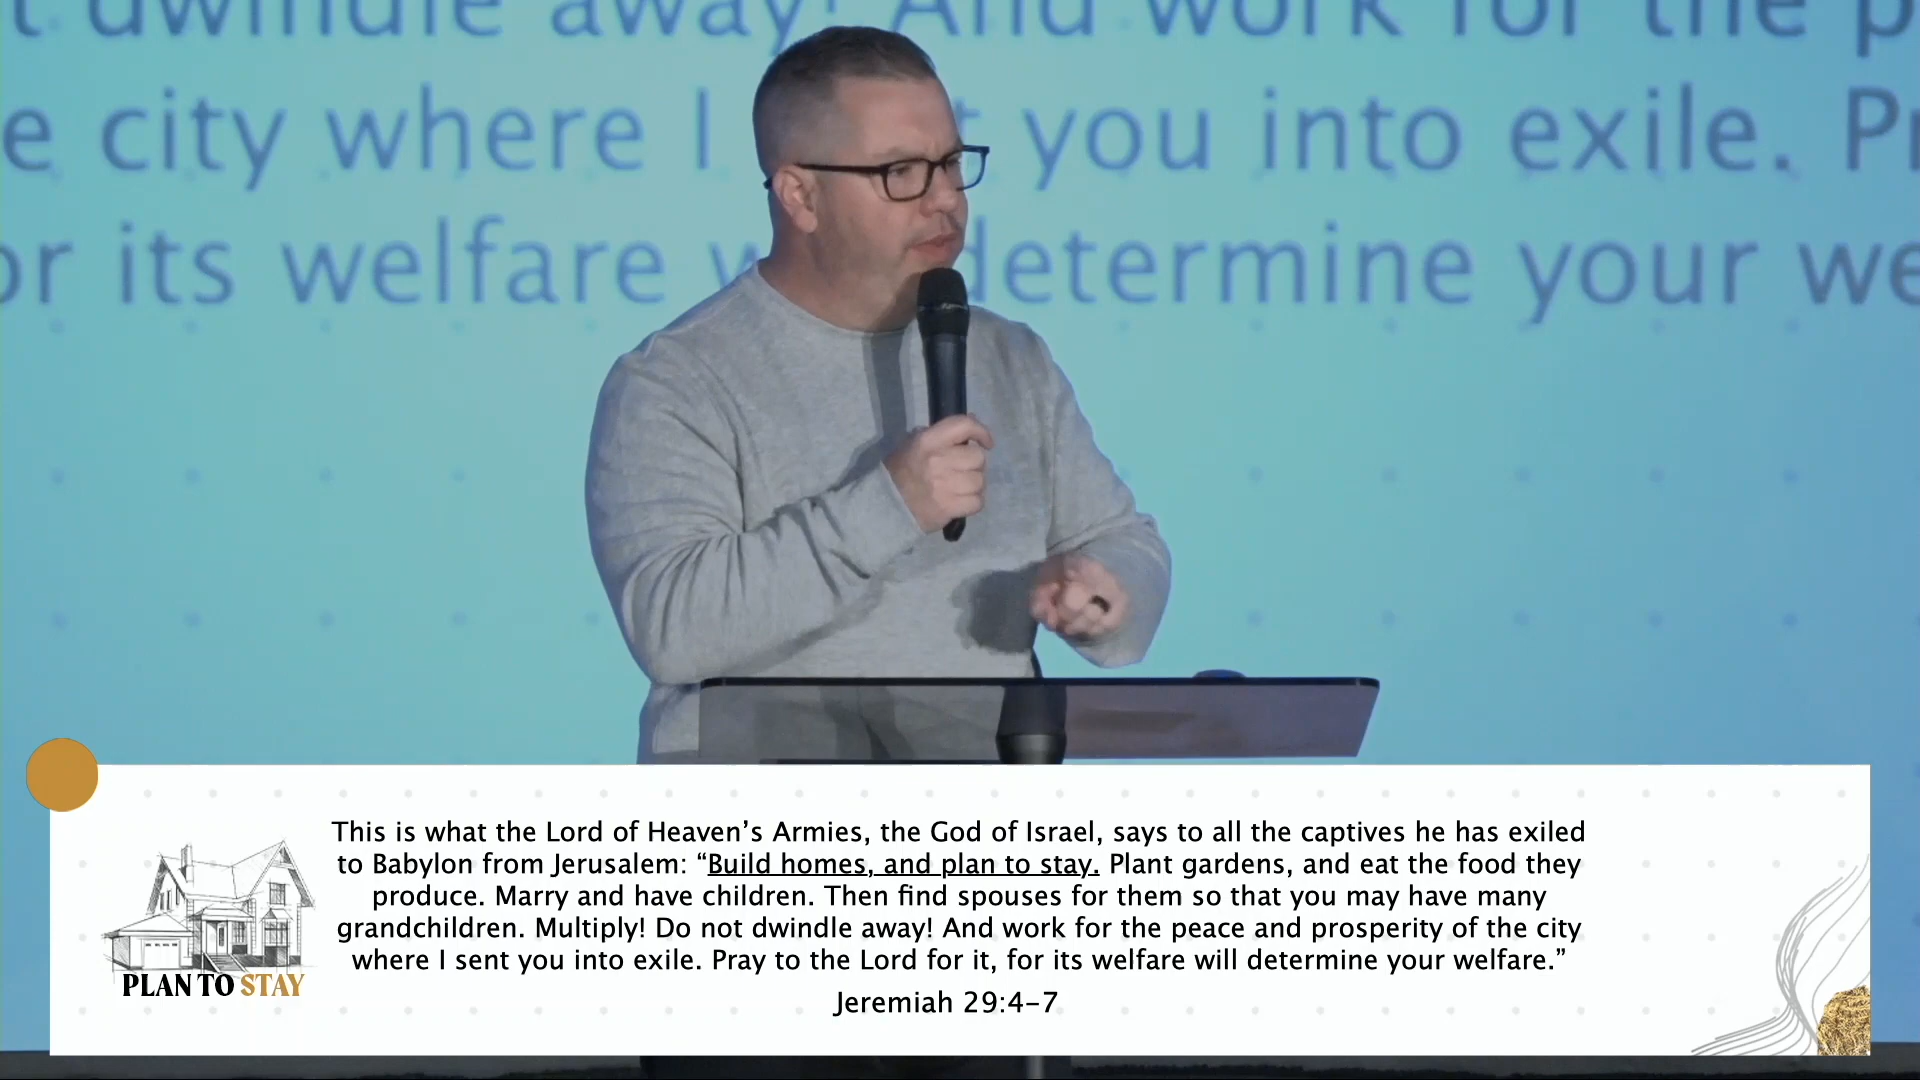 t dwindle away! And work for the p
e city where I t you into exile. Pr
or its welfare w determine your we
This is what the Lord of Heaven’s Armies, the God of Israel, says to all the captives he has exiled
to Babylon from Jerusalem: “Build homes, and plan to stay. Plant gardens, and eat the food they
produce. Marry and have children. Then find spouses for them so that you may have many
grandchildren. Multiply! Do not dwindle away! And work for the peace and prosperity of the city
where I sent you into exile. Pray to the Lord for it, for its welfare will determine your welfare.”
Jeremiah 29:4–7
PLAN TO STAY